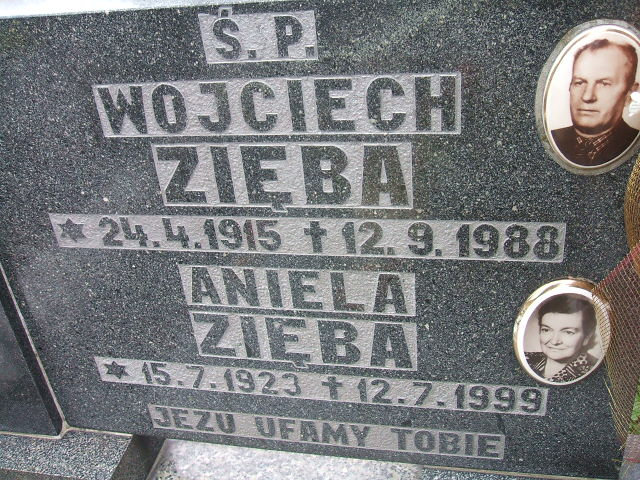 Ś. P.
WOJCIECH
ZIĘBA
✶ 24.4.1915 ✝ 12.9.1988
ANIELA
ZIĘBA
✶ 15.7.1923 ✝ 12.7.1999
JEZU UFAMY TOBIE